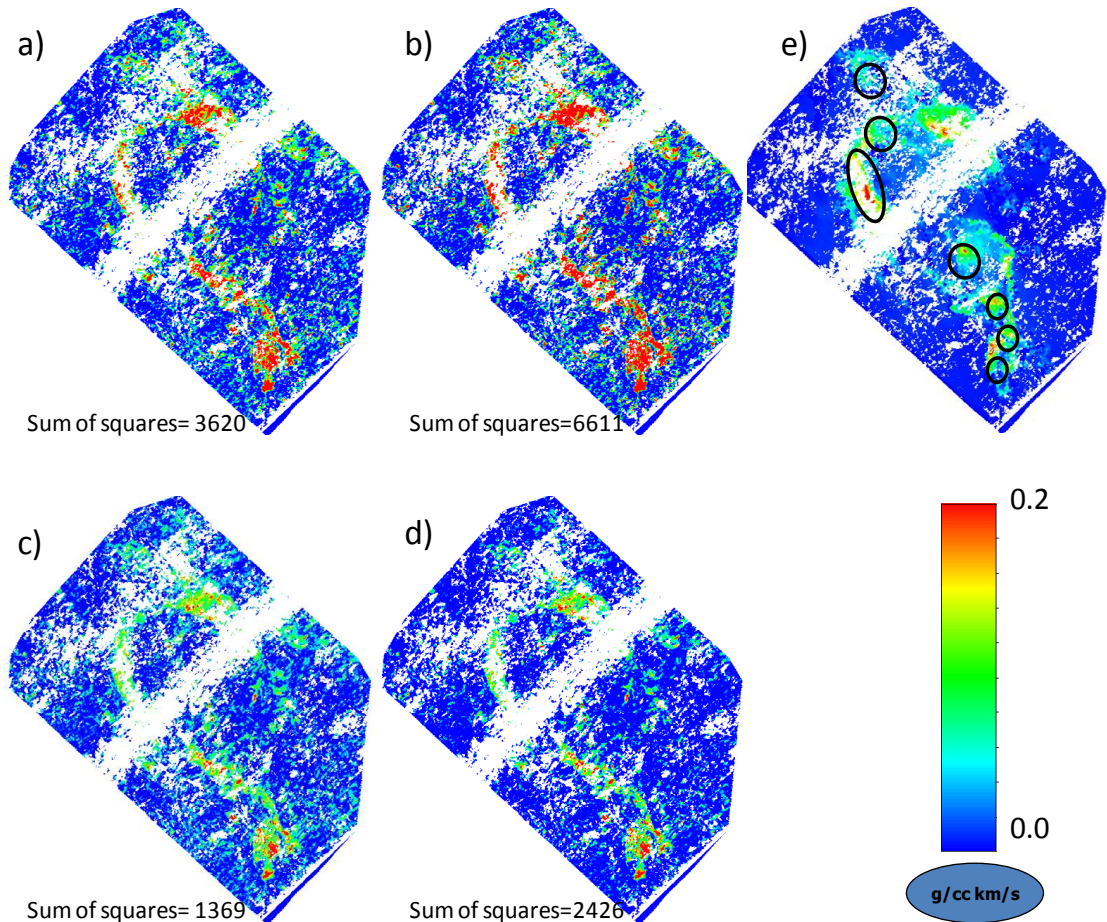 a)
b)
e)
Sum of squares= 3620
Sum of squares=6611
c)
d)
0.2
0.0
g/cc km/s
Sum of squares= 1369
Sum of squares=2426